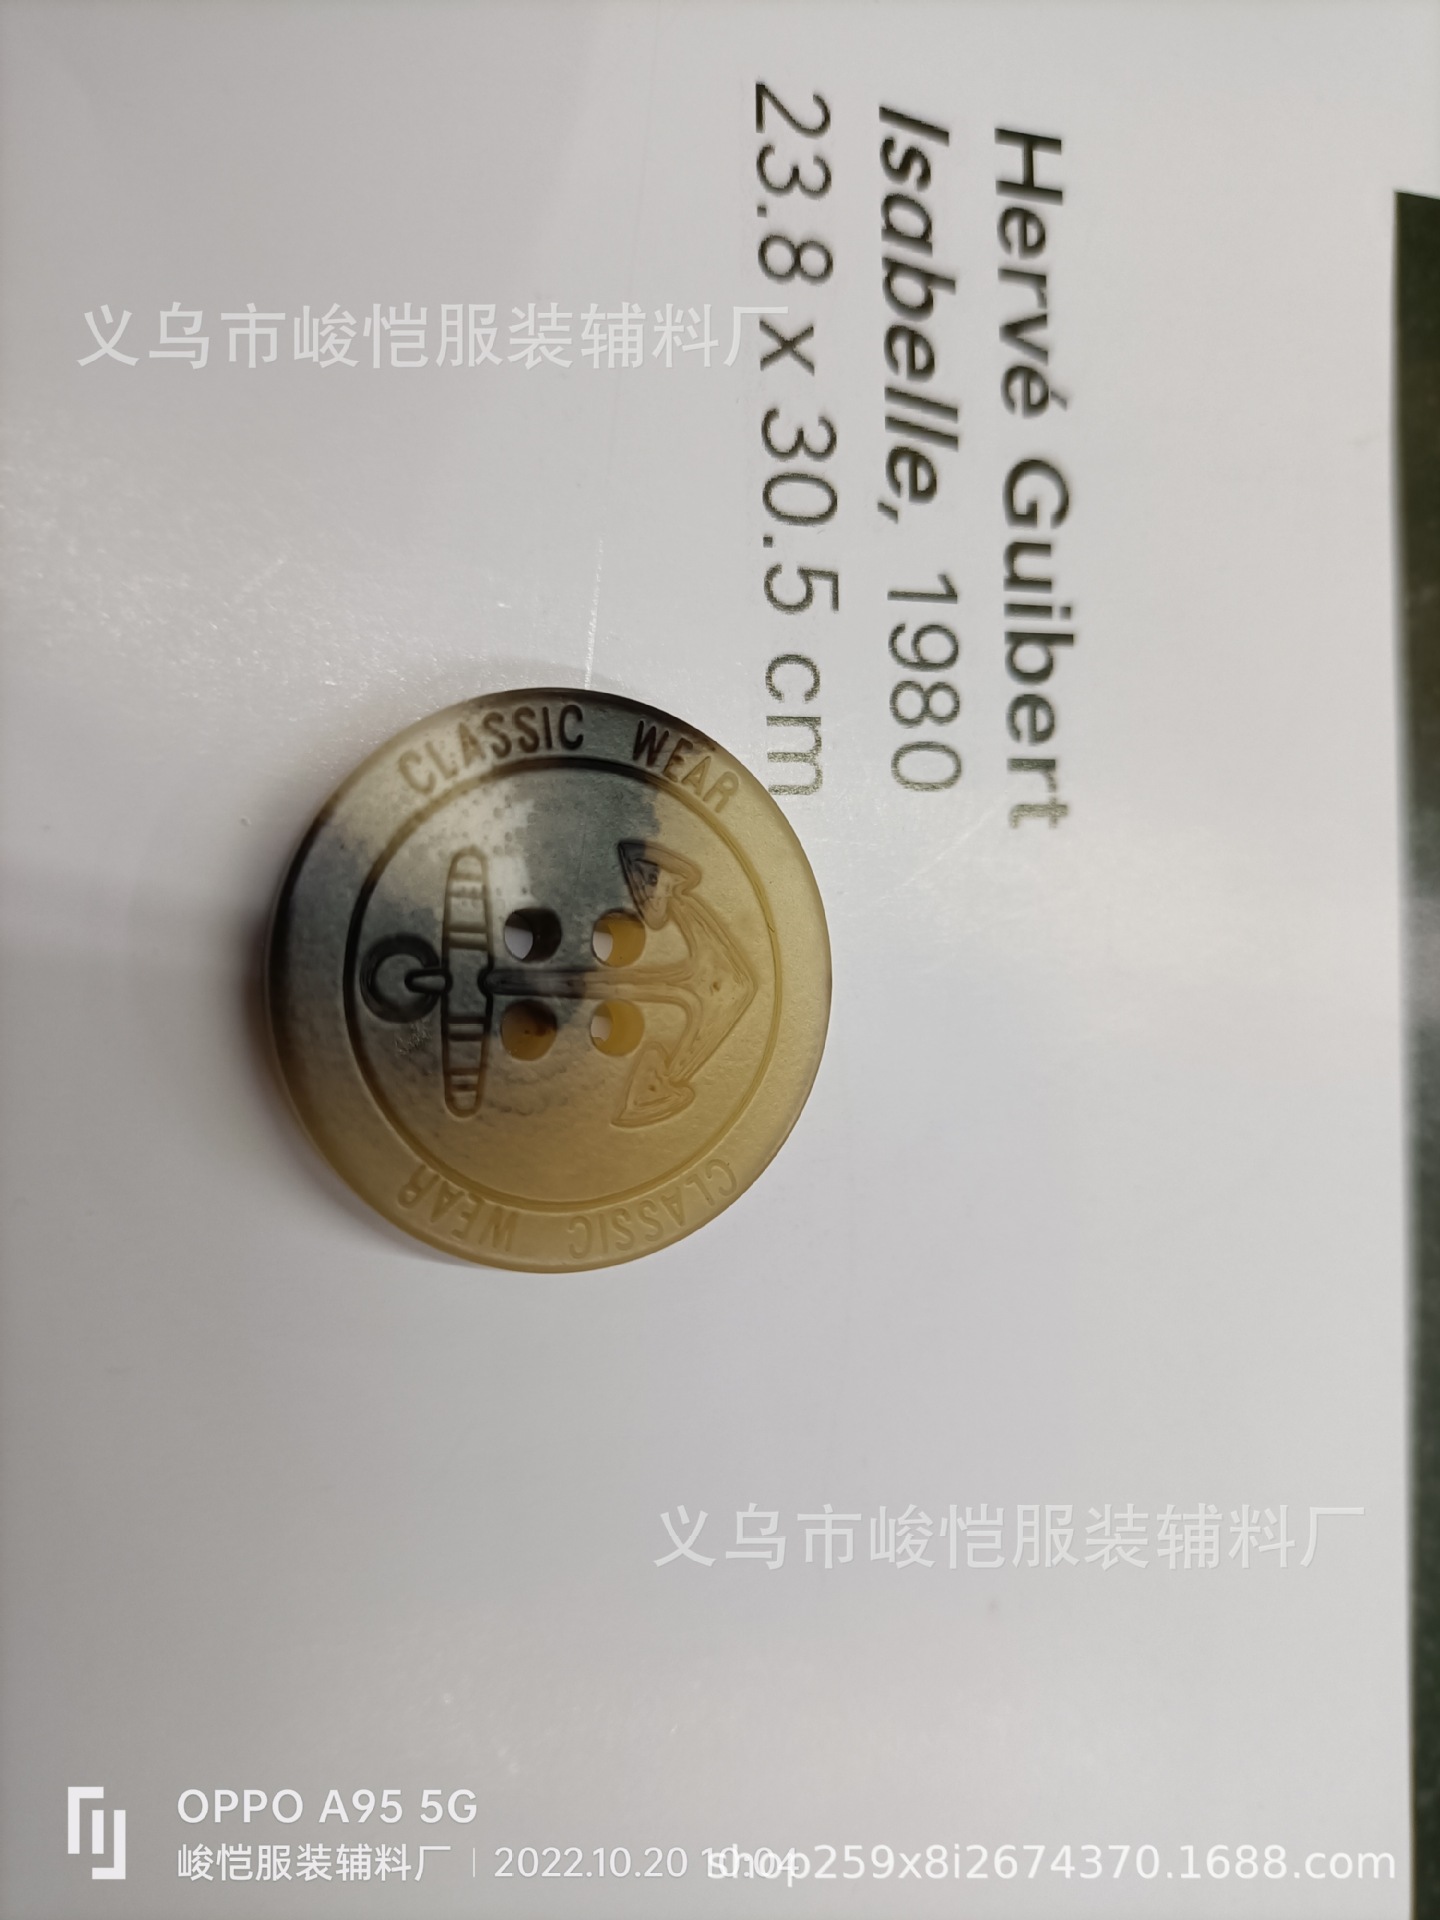 Hervé Guibert
Isabelle, 1980
23.8 x 30.5 cm
义乌市峻恺服装辅料厂
CLASSIC WEAR
CLASSIC WEAR
义乌市峻恺服装辅料厂
OPPO A95 5G
峻恺服装辅料厂 | 2022.10.20 10:04
shop259x8i2674370.1688.com